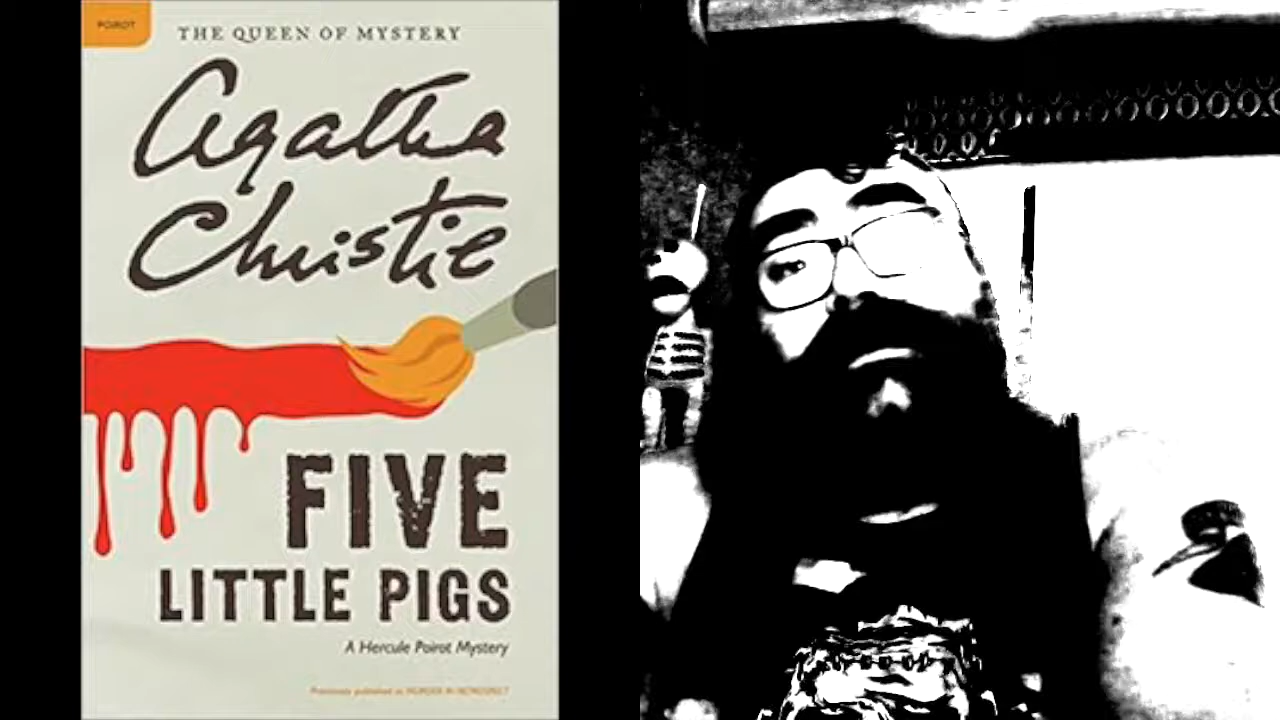 POIROT
THE QUEEN OF MYSTERY
Agatha
Christie
FIVE
LITTLE PIGS
A Hercule Poirot Mystery
Previously published as MURDER IN RETROSPECT